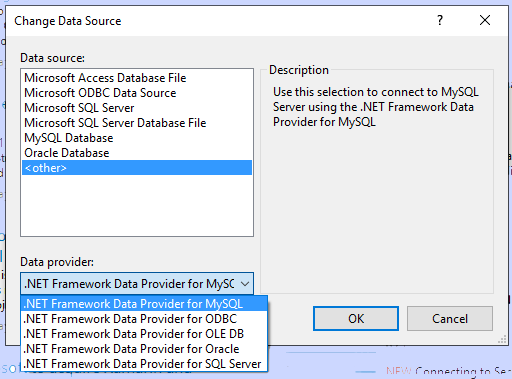 Change Data Source
Data source:
Microsoft Access Database File
Microsoft ODBC Data Source
Microsoft SQL Server
Microsoft SQL Server Database File
MySQL Database
Oracle Database
<other>
Description
Use this selection to connect to MySQL
Server using the .NET Framework Data
Provider for MySQL
Data provider:
.NET Framework Data Provider for
.NET Framework Data Provider for MySQL
.NET Framework Data Provider for ODBC
.NET Framework Data Provider for OLE DB
.NET Framework Data Provider for Oracle
.NET Framework Data Provider for SQL Server
OK
Cancel
NEW Connecting to Ser